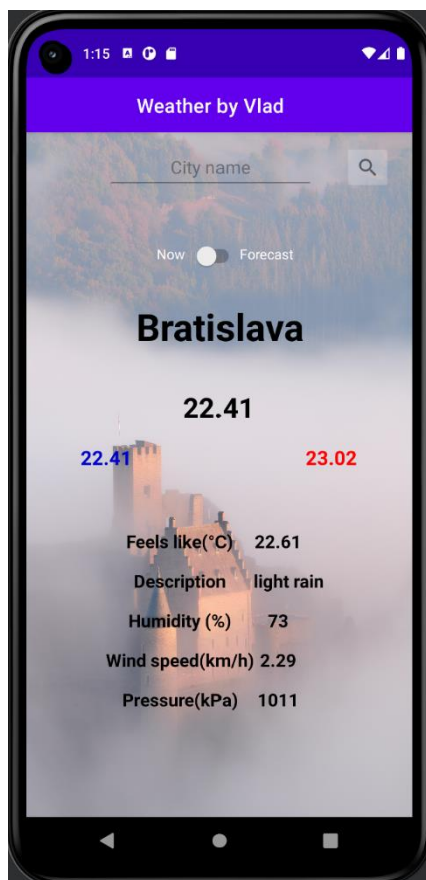 1:15
Weather by Vlad
City name
Now Forecast
Bratislava
22.41
22.41 23.02
Feels like(°C) 22.61
Description light rain
Humidity (%) 73
Wind speed(km/h) 2.29
Pressure(kPa) 1011